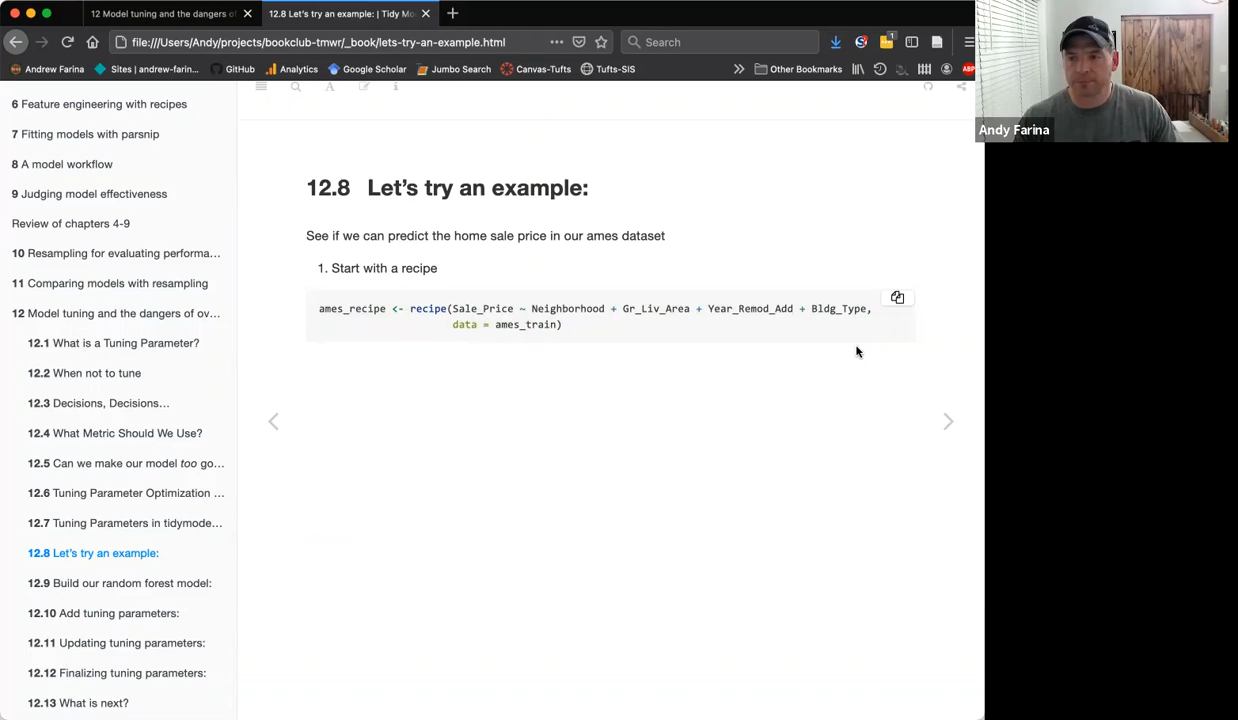 12 Model tuning and the dangers of
12.8 Let's try an example: | Tidy Mo
file:///Users/Andy/projects/bookclub-tmwr/_book/lets-try-an-example.html
Search
1
Andrew Farina
Sites | andrew-farin...
GitHub
Analytics
Google Scholar
Jumbo Search
Canvas-Tufts
Tufts-SIS
Other Bookmarks
ABP
Andy Farina
6 Feature engineering with recipes
7 Fitting models with parsnip
8 A model workflow
9 Judging model effectiveness
Review of chapters 4-9
10 Resampling for evaluating performa...
11 Comparing models with resampling
12 Model tuning and the dangers of ov...
12.1 What is a Tuning Parameter?
12.2 When not to tune
12.3 Decisions, Decisions...
12.4 What Metric Should We Use?
12.5 Can we make our model too go...
12.6 Tuning Parameter Optimization ...
12.7 Tuning Parameters in tidymode...
12.8 Let's try an example:
12.9 Build our random forest model:
12.10 Add tuning parameters:
12.11 Updating tuning parameters:
12.12 Finalizing tuning parameters:
12.13 What is next?
12.8 Let's try an example:
See if we can predict the home sale price in our ames dataset
1. Start with a recipe
ames_recipe <- recipe(Sale_Price ~ Neighborhood + Gr_Liv_Area + Year_Remod_Add + Bldg_Type,
data = ames_train)